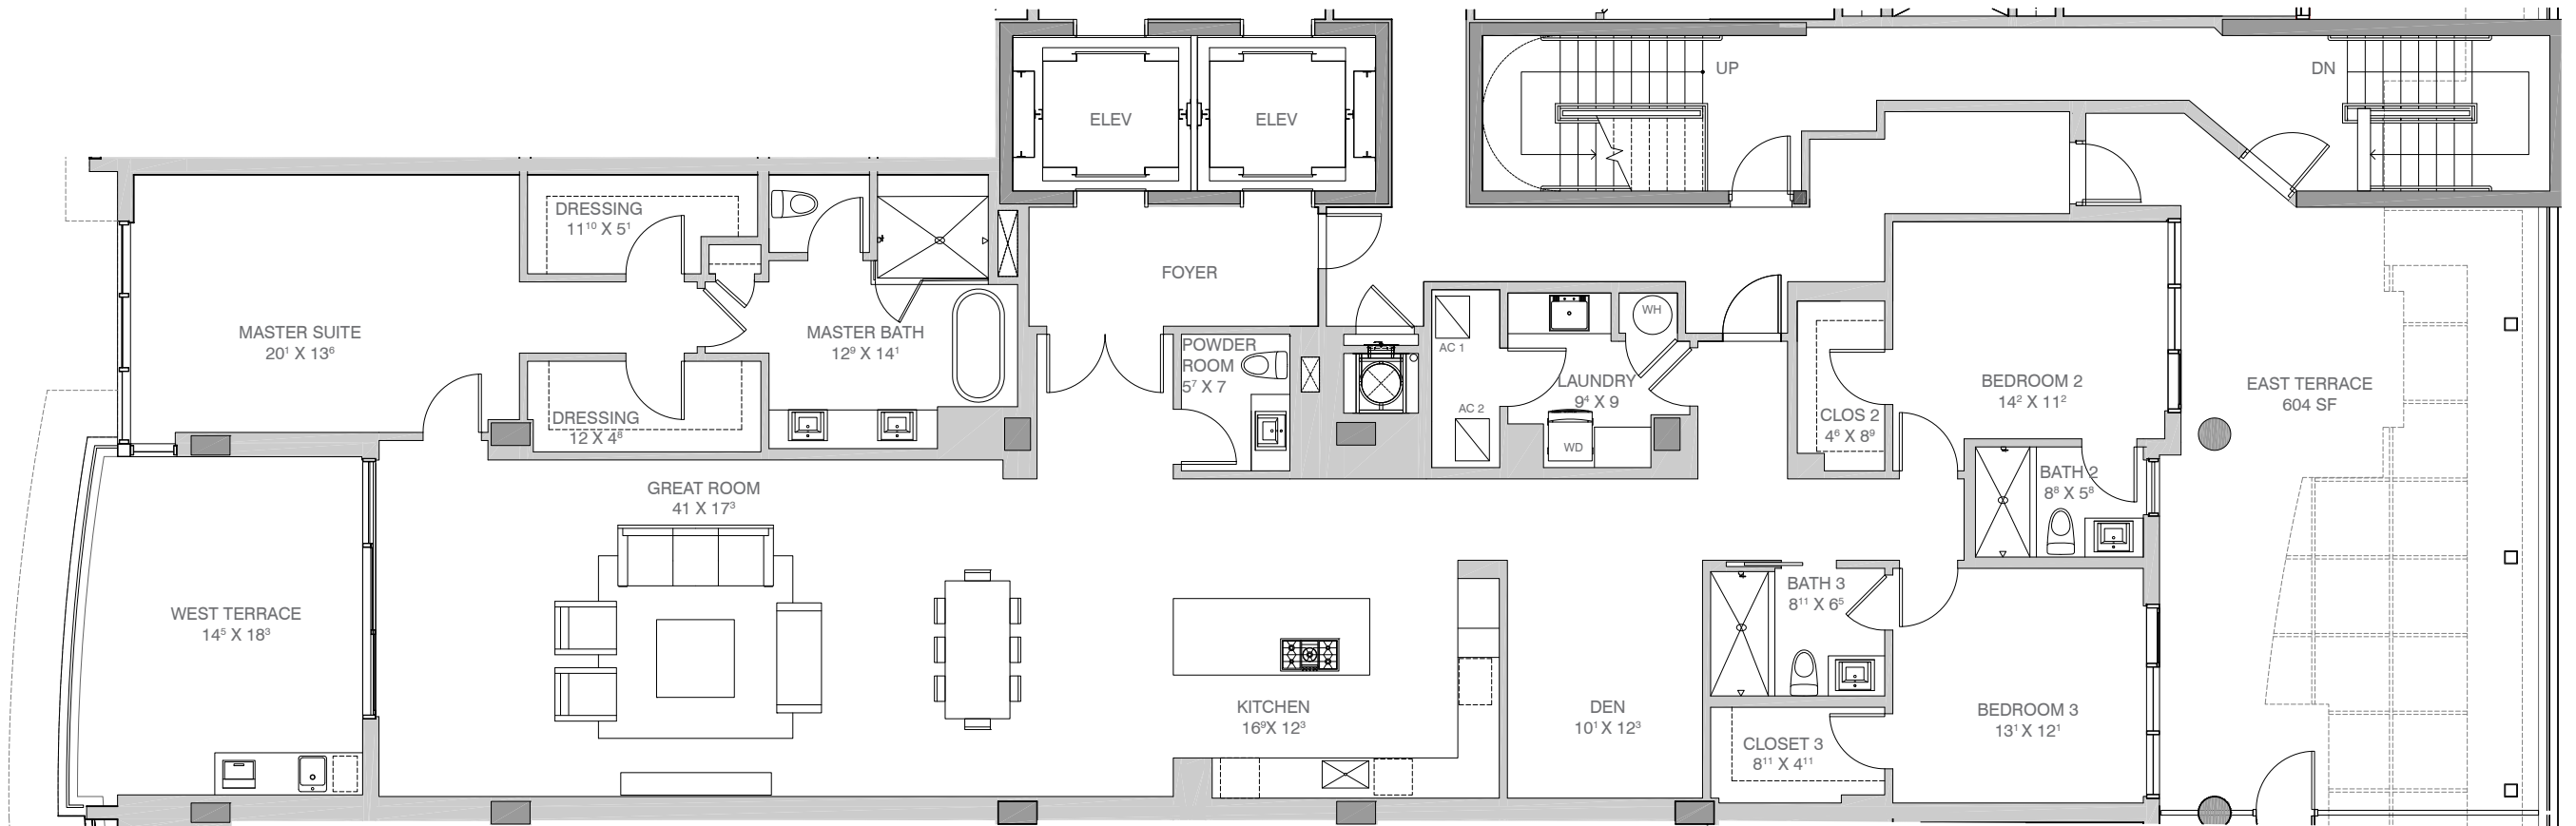 UP
DN
ELEV
ELEV
DRESSING
11¹⁰ X 5¹
FOYER
MASTER SUITE
20¹ X 13⁶
MASTER BATH
12⁹ X 14¹
DRESSING
12 X 4⁸
POWDER
ROOM
5⁷ X 7
AC 1
AC 2
WH
LAUNDRY
9⁴ X 9
WD
CLOS 2
4⁶ X 8⁹
BEDROOM 2
14² X 11²
EAST TERRACE
604 SF
BATH 2
8⁸ X 5⁸
GREAT ROOM
41 X 17³
WEST TERRACE
14⁵ X 18³
BATH 3
8¹¹ X 6⁵
KITCHEN
16⁹X 12³
DEN
10¹ X 12³
CLOSET 3
8¹¹ X 4¹¹
BEDROOM 3
13¹ X 12¹